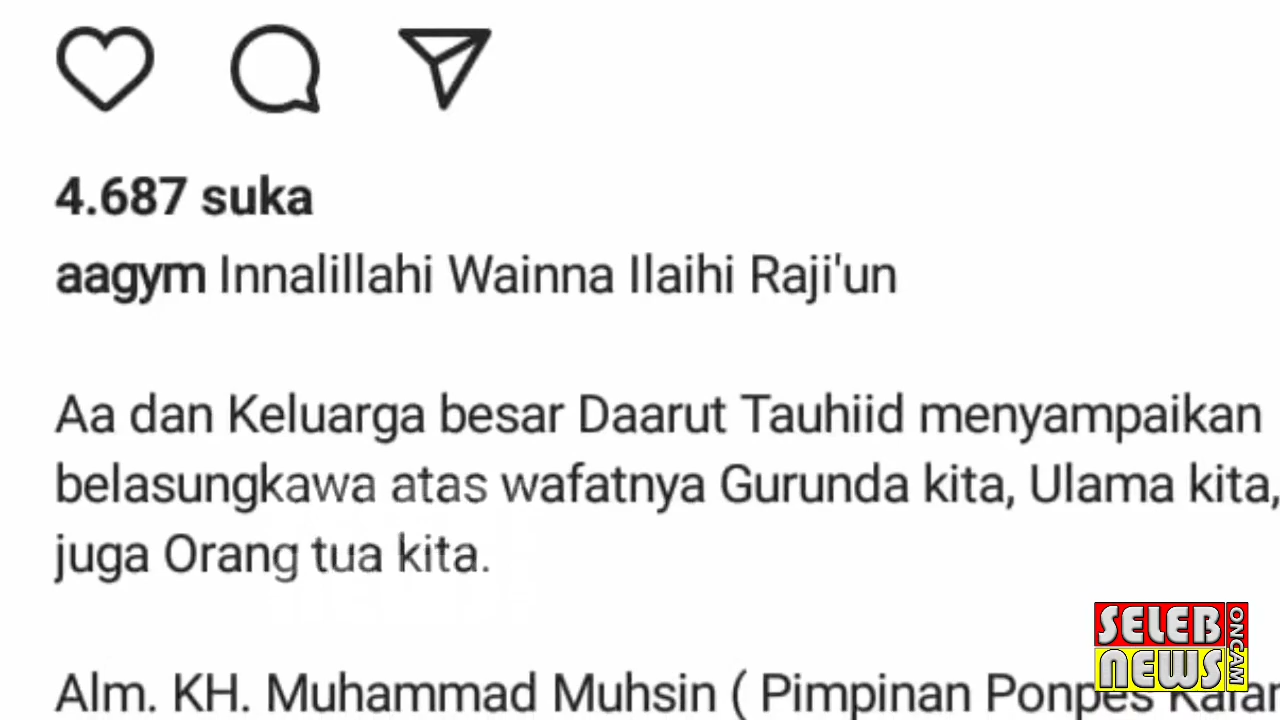 4.687 suka
aagym Innalillahi Wainna Ilaihi Raji'un
Aa dan Keluarga besar Daarut Tauhiid menyampaikan
belasungkawa atas wafatnya Gurunda kita, Ulama kita,
juga Orang tua kita.
Alm. KH. Muhammad Muhsin ( Pimpinan Ponpes
SELEB
NEWS
ONCAM